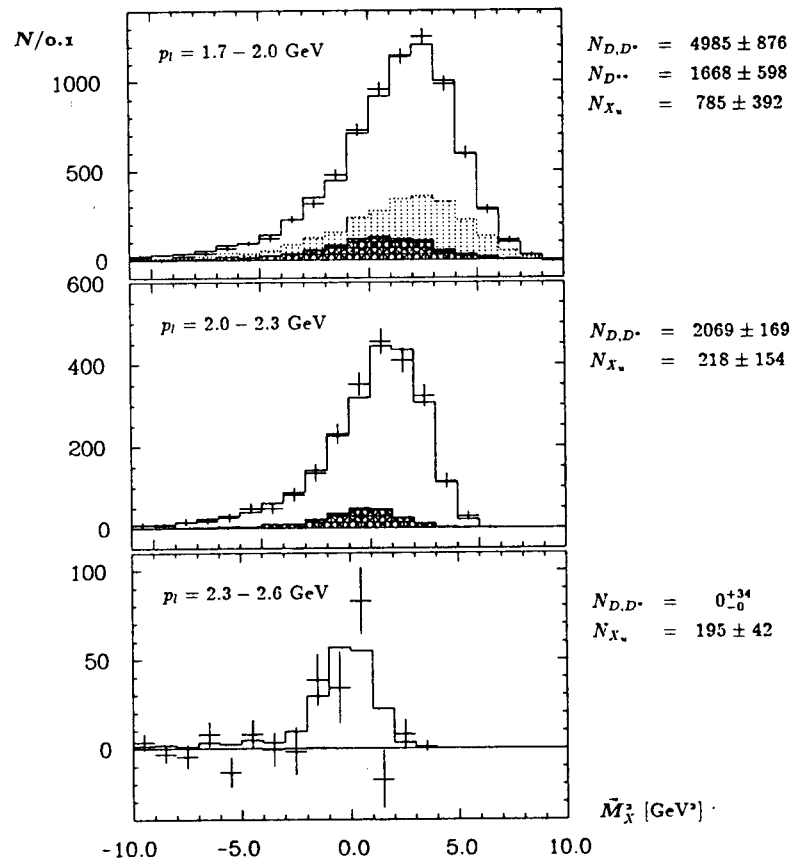 N/0.1
p_l = 1.7 – 2.0 GeV
N_{D,D*} = 4985 ± 876
N_{D**} = 1668 ± 598
N_{X_u} = 785 ± 392
1000
500
0
600
p_l = 2.0 – 2.3 GeV
N_{D,D*} = 2069 ± 169
N_{X_u} = 218 ± 154
400
200
0
100
p_l = 2.3 – 2.6 GeV
N_{D,D*} = 0^{+34}_{-0}
N_{X_u} = 195 ± 42
50
0
M̃_X^2 [GeV^2]
-10.0 -5.0 0.0 5.0 10.0